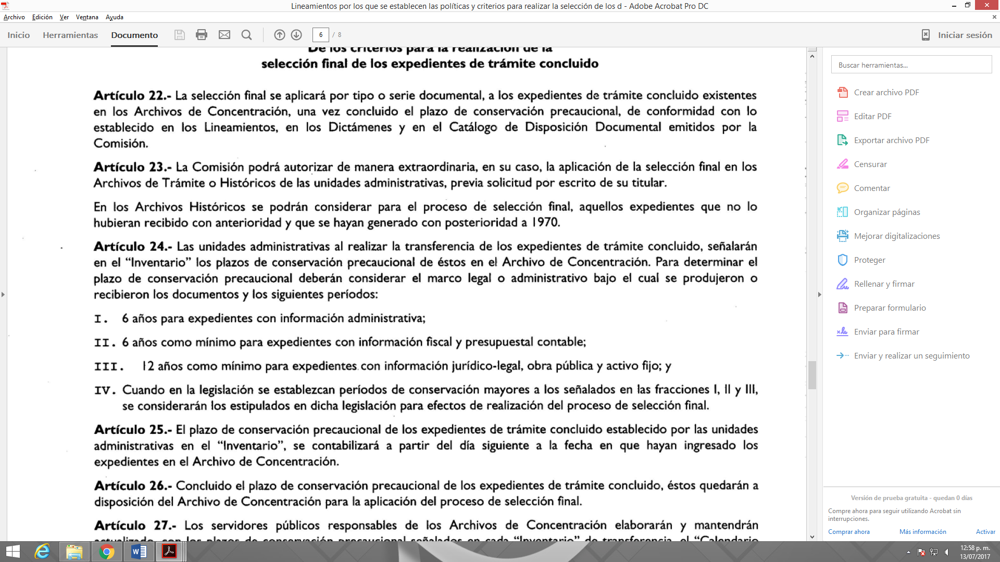 Lineamientos por los que se establecen las políticas y criterios para realizar la selección de los d - Adobe Acrobat Pro DC
Archivo Edición Ver Ventana Ayuda
Inicio Herramientas Documento 6 / 8 Iniciar sesión
De los criterios para la realización de la
selección final de los expedientes de trámite concluido
Artículo 22.- La selección final se aplicará por tipo o serie documental, a los expedientes de trámite concluido existentes
en los Archivos de Concentración, una vez concluido el plazo de conservación precaucional, de conformidad con lo
establecido en los Lineamientos, en los Dictámenes y en el Catálogo de Disposición Documental emitidos por la
Comisión.
Artículo 23.- La Comisión podrá autorizar de manera extraordinaria, en su caso, la aplicación de la selección final en los
Archivos de Trámite o Históricos de las unidades administrativas, previa solicitud por escrito de su titular.
En los Archivos Históricos se podrán considerar para el proceso de selección final, aquellos expedientes que no lo
hubieran recibido con anterioridad y que se hayan generado con posterioridad a 1970.
Artículo 24.- Las unidades administrativas al realizar la transferencia de los expedientes de trámite concluido, señalarán
en el “Inventario” los plazos de conservación precaucional de éstos en el Archivo de Concentración. Para determinar el
plazo de conservación precaucional deberán considerar el marco legal o administrativo bajo el cual se produjeron o
recibieron los documentos y los siguientes períodos:
I. 6 años para expedientes con información administrativa;
II. 6 años como mínimo para expedientes con información fiscal y presupuestal contable;
III. 12 años como mínimo para expedientes con información jurídico-legal, obra pública y activo fijo; y
IV. Cuando en la legislación se establezcan períodos de conservación mayores a los señalados en las fracciones I, II y III,
se considerarán los estipulados en dicha legislación para efectos de realización del proceso de selección final.
Artículo 25.- El plazo de conservación precaucional de los expedientes de trámite concluido establecido por las unidades
administrativas en el “Inventario”, se contabilizará a partir del día siguiente a la fecha en que hayan ingresado los
expedientes en el Archivo de Concentración.
Artículo 26.- Concluido el plazo de conservación precaucional de los expedientes de trámite concluido, éstos quedarán a
disposición del Archivo de Concentración para la aplicación del proceso de selección final.
Artículo 27.- Los servidores públicos responsables de los Archivos de Concentración elaborarán y mantendrán
actualizado, con los plazos de conservación precaucional señalados en cada “Inventario” de transferencia, el “Calendario
Buscar herramientas...
Crear archivo PDF
Editar PDF
Exportar archivo PDF
Censurar
Comentar
Organizar páginas
Mejorar digitalizaciones
Proteger
Rellenar y firmar
Preparar formulario
Enviar para firmar
Enviar y realizar un seguimiento
Versión de prueba gratuita - quedan 0 días
Compre ahora para seguir utilizando Acrobat sin
interrupciones.
Comprar ahora Más información Activar
12:58 p. m.
13/07/2017